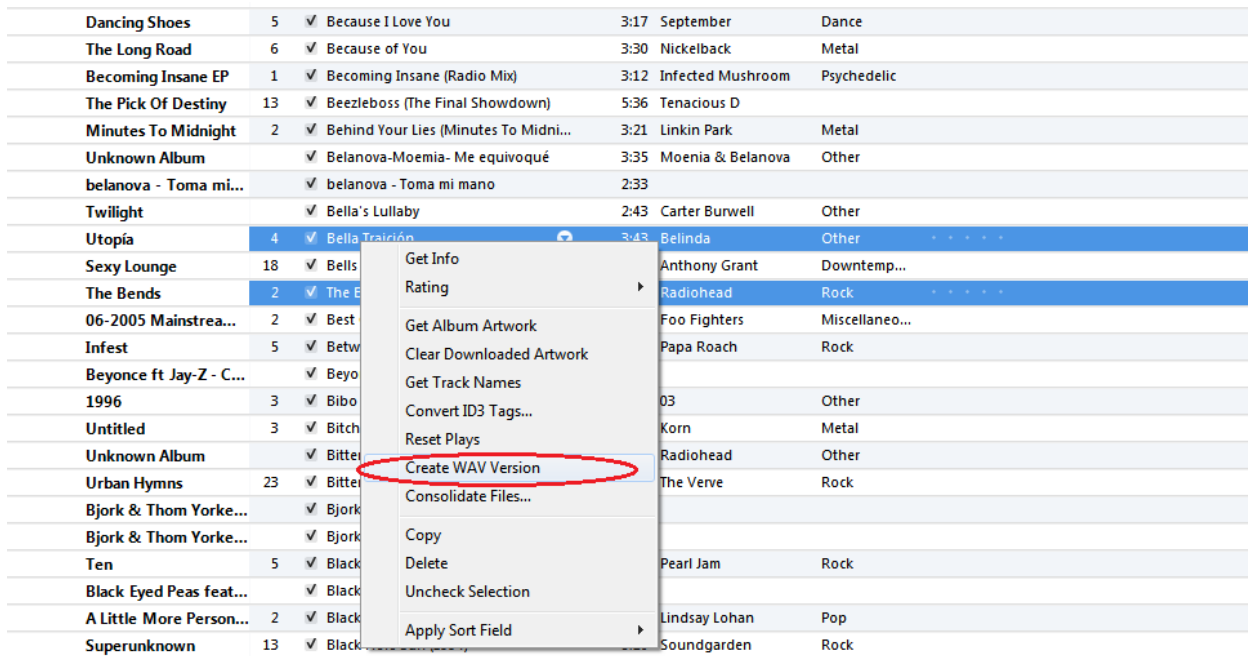 Dancing Shoes 5 Because I Love You 3:17 September Dance
The Long Road 6 Because of You 3:30 Nickelback Metal
Becoming Insane EP 1 Becoming Insane (Radio Mix) 3:12 Infected Mushroom Psychedelic
The Pick Of Destiny 13 Beezleboss (The Final Showdown) 5:36 Tenacious D
Minutes To Midnight 2 Behind Your Lies (Minutes To Midni... 3:21 Linkin Park Metal
Unknown Album Belanova-Moemia- Me equivoqué 3:35 Moenia & Belanova Other
belanova - Toma mi... belanova - Toma mi mano 2:33
Twilight Bella's Lullaby 2:43 Carter Burwell Other
Utopía 4 Bella Traición 3:43 Belinda Other
Sexy Lounge 18 Bells Anthony Grant Downtemp...
The Bends 2 The Radiohead Rock
06-2005 Mainstrea... 2 Best Foo Fighters Miscellaneo...
Infest 5 Betw Papa Roach Rock
Beyonce ft Jay-Z - C... Beyo
1996 3 Bibo 03 Other
Untitled 3 Bitch Korn Metal
Unknown Album Bitter Radiohead Other
Urban Hymns 23 Bitter The Verve Rock
Bjork & Thom Yorke... Bjork
Bjork & Thom Yorke... Bjork
Ten 5 Black Pearl Jam Rock
Black Eyed Peas feat... Black
A Little More Person... 2 Black Lindsay Lohan Pop
Superunknown 13 Black Soundgarden Rock
Get Info
Rating
Get Album Artwork
Clear Downloaded Artwork
Get Track Names
Convert ID3 Tags...
Reset Plays
Create WAV Version
Consolidate Files...
Copy
Delete
Uncheck Selection
Apply Sort Field